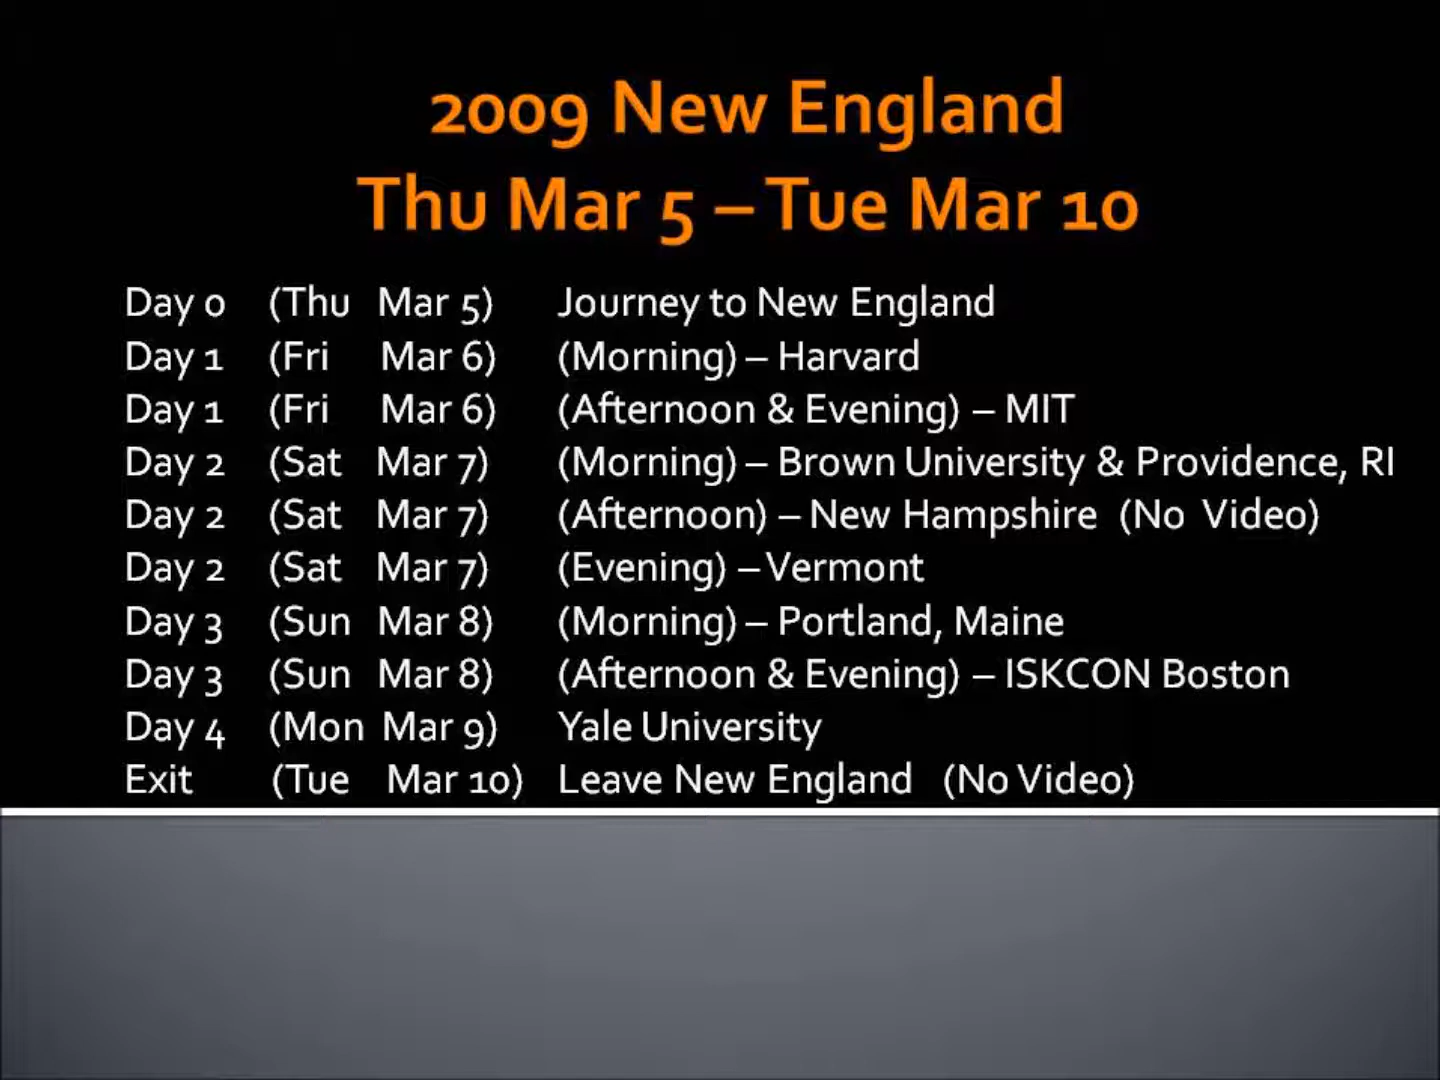 2009 New England
Thu Mar 5 – Tue Mar 10
Day 0 (Thu Mar 5) Journey to New England
Day 1 (Fri Mar 6) (Morning) – Harvard
Day 1 (Fri Mar 6) (Afternoon & Evening) – MIT
Day 2 (Sat Mar 7) (Morning) – Brown University & Providence, RI
Day 2 (Sat Mar 7) (Afternoon) – New Hampshire (No Video)
Day 2 (Sat Mar 7) (Evening) – Vermont
Day 3 (Sun Mar 8) (Morning) – Portland, Maine
Day 3 (Sun Mar 8) (Afternoon & Evening) – ISKCON Boston
Day 4 (Mon Mar 9) Yale University
Exit (Tue Mar 10) Leave New England (No Video)